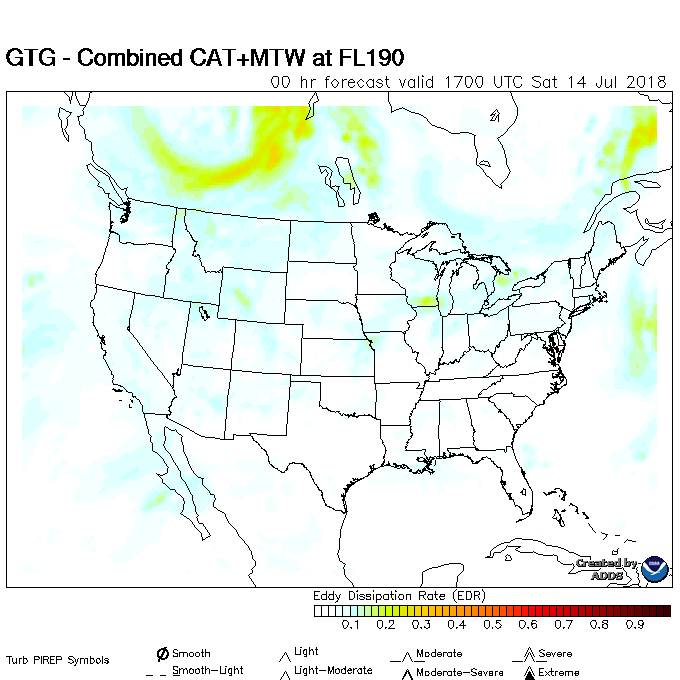 GTG - Combined CAT+MTW at FL190
00 hr forecast valid 1700 UTC Sat 14 Jul 2018
Created by
ADDS
Eddy Dissipation Rate (EDR)
0.1 0.2 0.3 0.4 0.5 0.6 0.7 0.8 0.9
Turb PIREP Symbols
Smooth Light Moderate Severe
Smooth-Light Light-Moderate Moderate-Severe Extreme